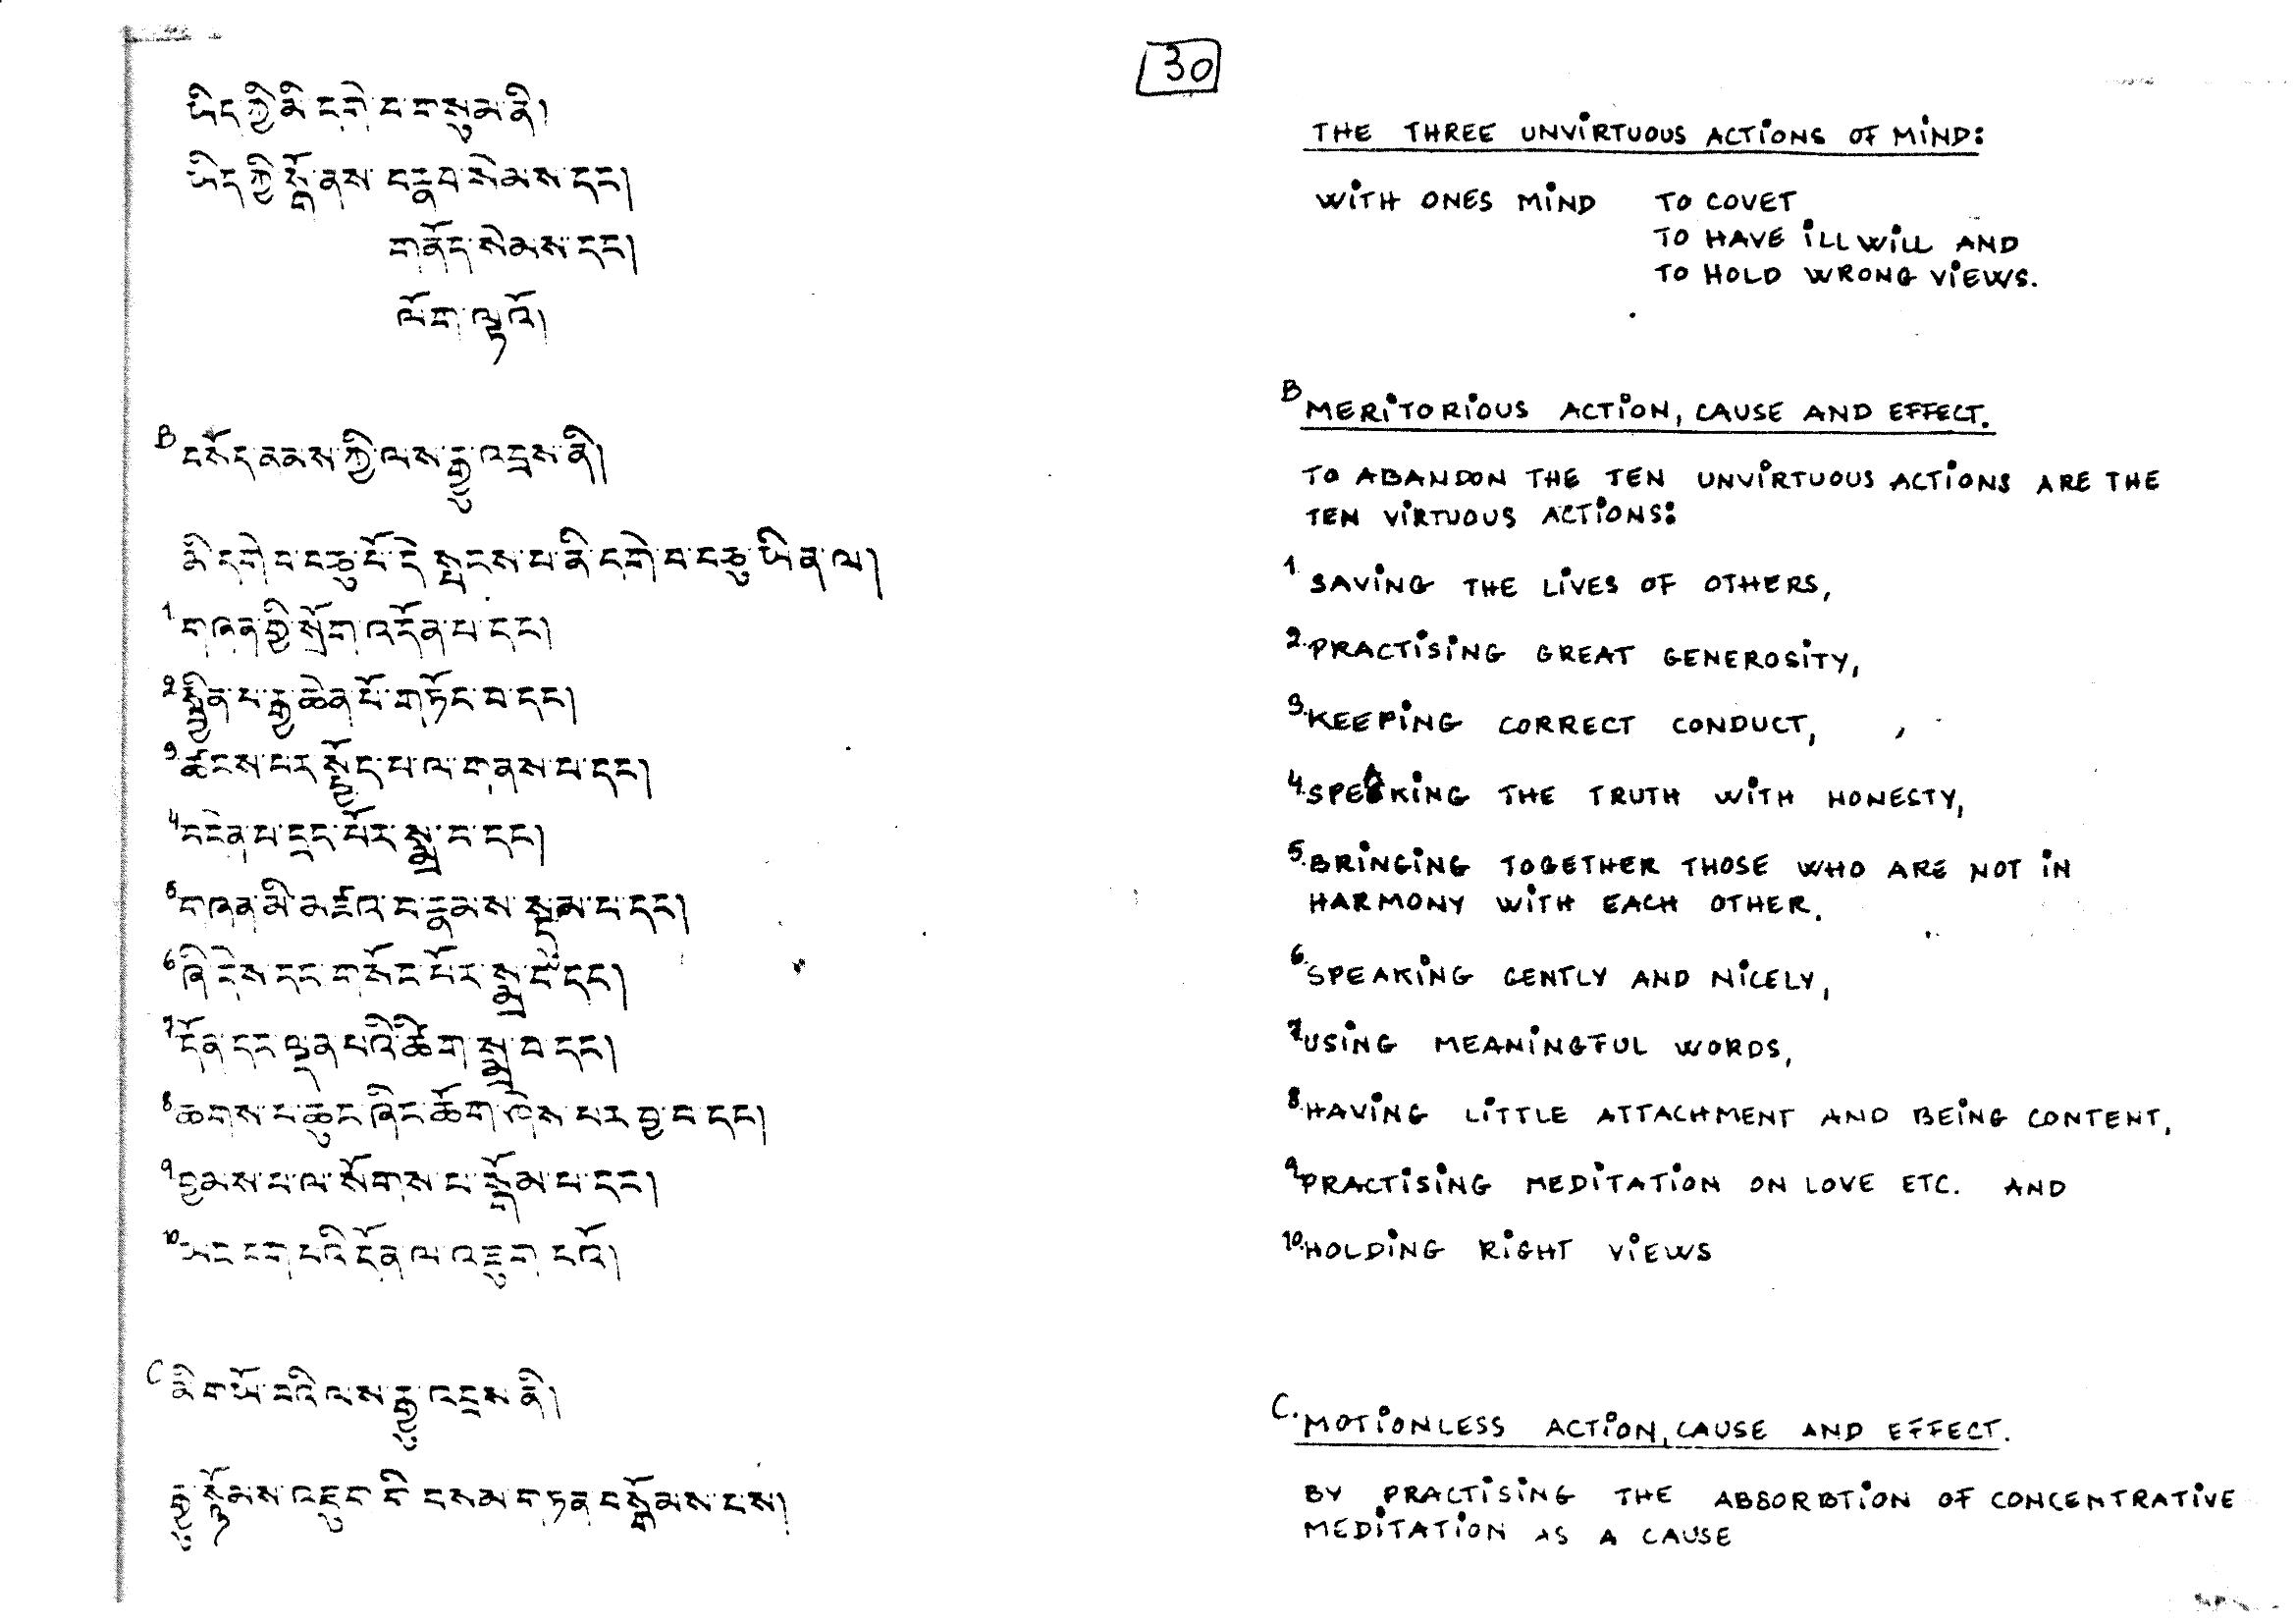 30
ཡིད་ཀྱི་མི་དགེ་བ་གསུམ་ནི།
ཡིད་ཀྱི་སྒོ་ནས་བརྣབ་སེམས་དང།
གནོད་སེམས་དང།
ལོག་ལྟའོ།
B བསོད་ནམས་ཀྱི་ལས་རྒྱུ་འབྲས་ནི།
མི་དགེ་བ་བཅུ་པོ་དེ་སྤངས་པ་ནི་དགེ་བ་བཅུ་ཡིན་ལ།
1 གཞན་གྱི་སྲོག་འདོན་པ་དང།
2 སྦྱིན་པ་རྒྱ་ཆེན་པོ་གཏོང་བ་དང།
3 ཚངས་པར་སྤྱོད་པ་ལ་གནས་པ་དང།
4 བདེན་པ་དྲང་པོར་སྨྲ་བ་དང།
5 གཞན་མི་མཛའ་བ་རྣམས་སྡུམ་པ་དང།
6 ཞི་དེས་དང་གསོང་པོར་སྨྲ་བ་དང།
7 དོན་དང་ལྡན་པའི་ཚིག་སྨྲ་བ་དང།
8 ཆགས་པ་ཆུང་ཞིང་ཆོག་ཤེས་པར་བྱ་བ་དང།
9 བྱམས་པ་ལ་སོགས་པ་སྒོམ་པ་དང།
10 ཡང་དག་པའི་དོན་ལ་འཇུག་པའོ།
C མི་གཡོ་བའི་ལས་རྒྱུ་འབྲས་ནི།
རྒྱུ་སྙོམས་འཇུག་གི་བསམ་གཏན་བསྒོམས་པས།
THE THREE UNVIRTUOUS ACTIONS OF MIND:
WITH ONES MIND TO COVET
TO HAVE ILL WILL AND
TO HOLD WRONG VIEWS.
B MERITORIOUS ACTION, CAUSE AND EFFECT.
TO ABANDON THE TEN UNVIRTUOUS ACTIONS ARE THE
TEN VIRTUOUS ACTIONS:
1. SAVING THE LIVES OF OTHERS,
2. PRACTISING GREAT GENEROSITY,
3. KEEPING CORRECT CONDUCT,
4. SPEAKING THE TRUTH WITH HONESTY,
5. BRINGING TOGETHER THOSE WHO ARE NOT IN
HARMONY WITH EACH OTHER.
6. SPEAKING GENTLY AND NICELY,
7. USING MEANINGFUL WORDS,
8. HAVING LITTLE ATTACHMENT AND BEING CONTENT,
9. PRACTISING MEDITATION ON LOVE ETC. AND
10. HOLDING RIGHT VIEWS
C. MOTIONLESS ACTION, CAUSE AND EFFECT.
BY PRACTISING THE ABSORBTION OF CONCENTRATIVE
MEDITATION AS A CAUSE